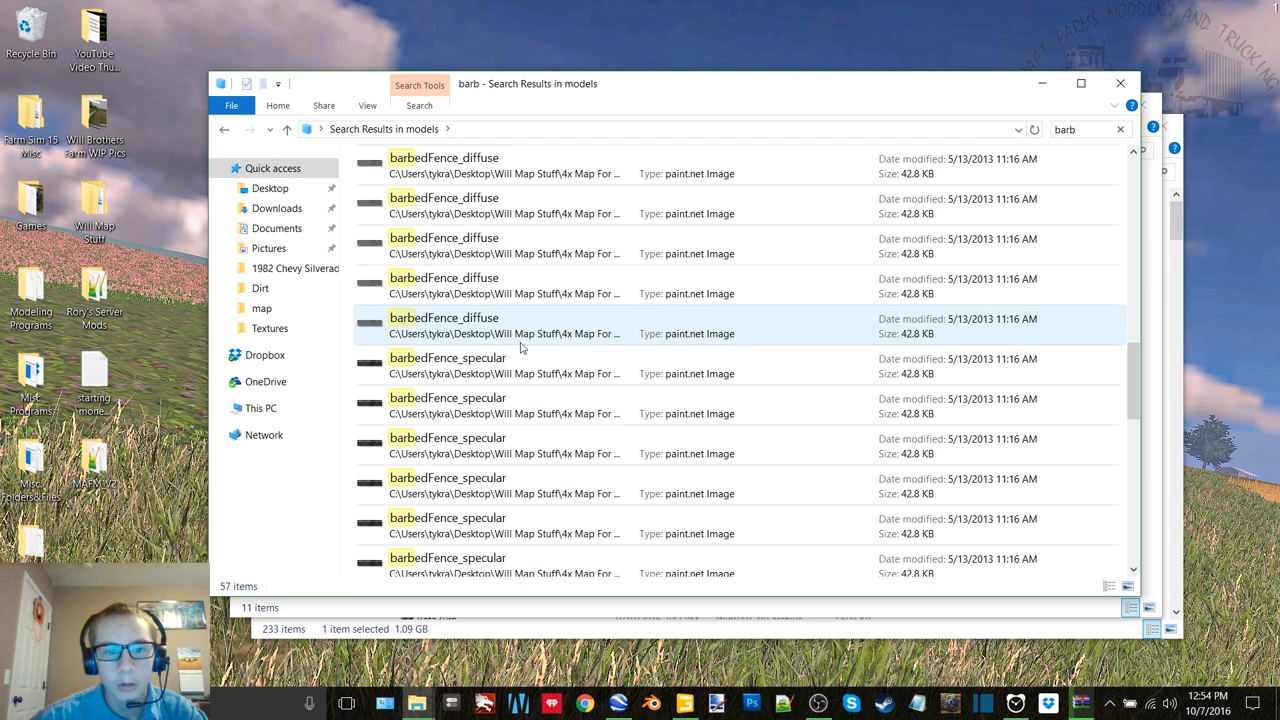 1
FT FARMS MODDING AND TRUCKING
Recycle Bin
YouTube
Video Thu...
Farm Sim 15
Misc
Will Brothers
Farm WIP Pics
Games
Will Map
Stuff
Modeling
Programs
Rory's Server
Mods
Misc
Programs
starting
mone...
Misc
Folders&Files
MAFM V2
Search Tools
barb - Search Results in models
File
Home
Share
View
Search
Search Results in models
barb
Quick access
Desktop
Downloads
Documents
Pictures
1982 Chevy Silverad
Dirt
map
Textures
Dropbox
OneDrive
This PC
Network
barbedFence_diffuse
Date modified: 5/13/2013 11:16 AM
C:\Users\tykra\Desktop\Will Map Stuff\4x Map For ...
Type: paint.net Image
Size: 42.8 KB
barbedFence_diffuse
Date modified: 5/13/2013 11:16 AM
C:\Users\tykra\Desktop\Will Map Stuff\4x Map For ...
Type: paint.net Image
Size: 42.8 KB
barbedFence_diffuse
Date modified: 5/13/2013 11:16 AM
C:\Users\tykra\Desktop\Will Map Stuff\4x Map For ...
Type: paint.net Image
Size: 42.8 KB
barbedFence_diffuse
Date modified: 5/13/2013 11:16 AM
C:\Users\tykra\Desktop\Will Map Stuff\4x Map For ...
Type: paint.net Image
Size: 42.8 KB
barbedFence_diffuse
Date modified: 5/13/2013 11:16 AM
C:\Users\tykra\Desktop\Will Map Stuff\4x Map For ...
Type: paint.net Image
Size: 42.8 KB
barbedFence_specular
Date modified: 5/13/2013 11:16 AM
C:\Users\tykra\Desktop\Will Map Stuff\4x Map For ...
Type: paint.net Image
Size: 42.8 KB
barbedFence_specular
Date modified: 5/13/2013 11:16 AM
C:\Users\tykra\Desktop\Will Map Stuff\4x Map For ...
Type: paint.net Image
Size: 42.8 KB
barbedFence_specular
Date modified: 5/13/2013 11:16 AM
C:\Users\tykra\Desktop\Will Map Stuff\4x Map For ...
Type: paint.net Image
Size: 42.8 KB
barbedFence_specular
Date modified: 5/13/2013 11:16 AM
C:\Users\tykra\Desktop\Will Map Stuff\4x Map For ...
Type: paint.net Image
Size: 42.8 KB
barbedFence_specular
Date modified: 5/13/2013 11:16 AM
C:\Users\tykra\Desktop\Will Map Stuff\4x Map For ...
Type: paint.net Image
Size: 42.8 KB
barbedFence_specular
Date modified: 5/13/2013 11:16 AM
C:\Users\tykra\Desktop\Will Map Stuff\4x Map For ...
Type: paint.net Image
Size: 42.8 KB
57 items
11 items
233 items 1 item selected 1.09 GB
12:54 PM
10/7/2016